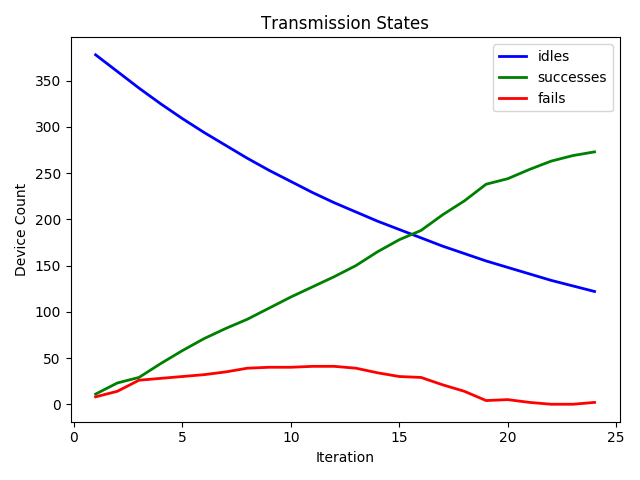 Transmission States
idles
successes
fails
Device Count
350
300
250
200
150
100
50
0
0 5 10 15 20 25
Iteration